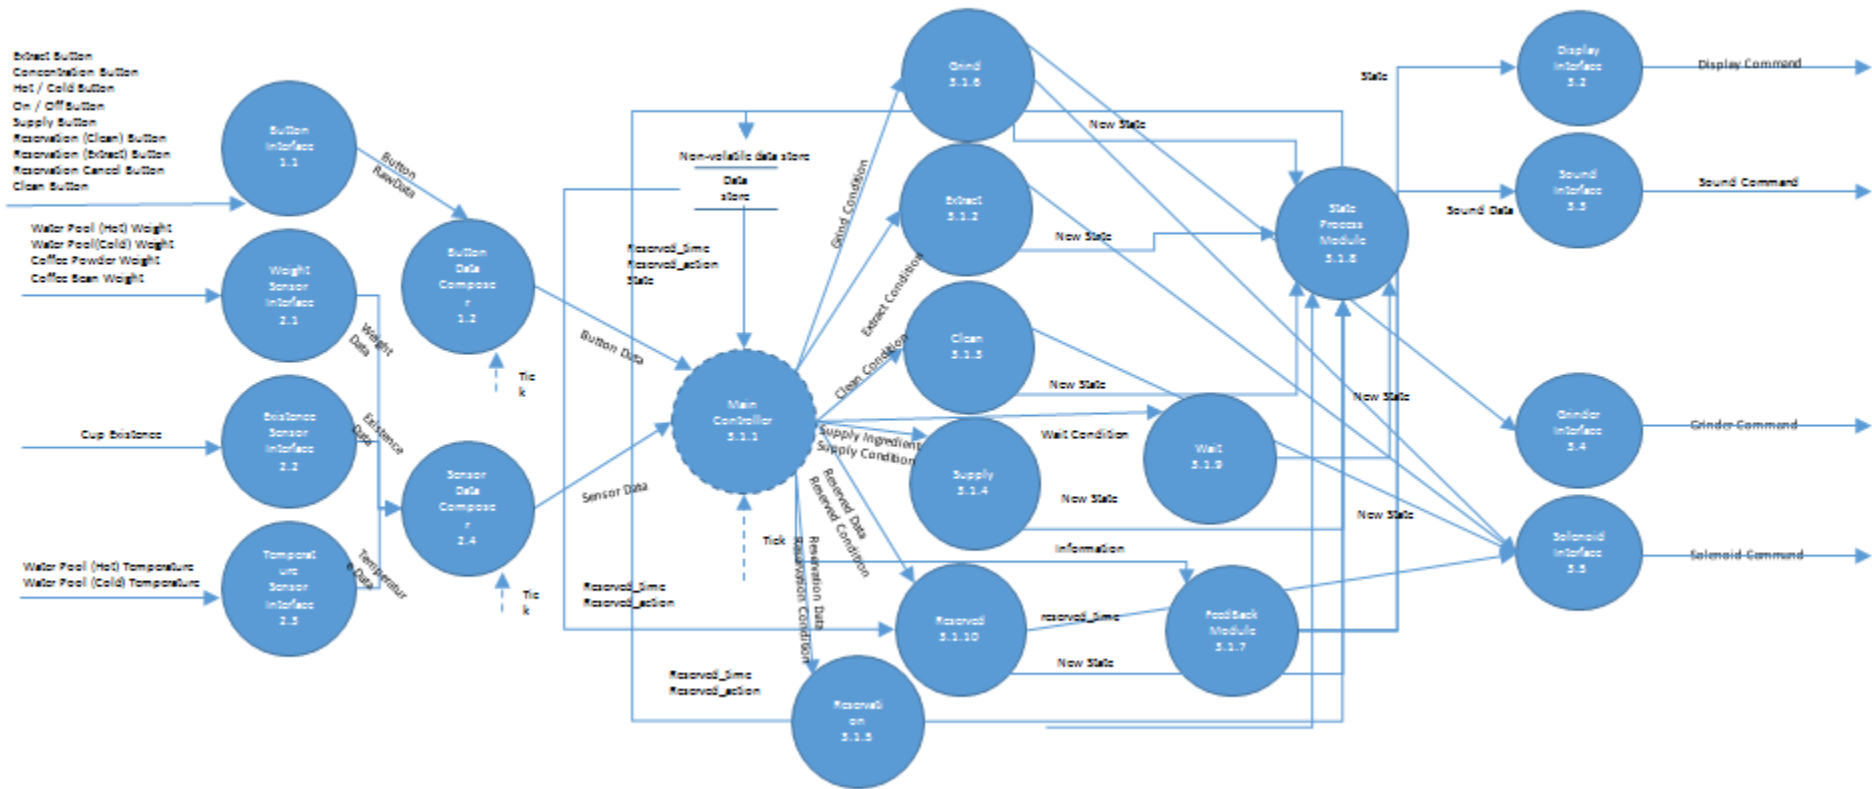 Extract Button
Concentration Button
Hot / Cold Button
On / Off Button
Supply Button
Reservation (Clean) Button
Reservation (Extract) Button
Reservation Cancel Button
Clean Button
Water Pool (Hot) Weight
Water Pool(Cold) Weight
Coffee Powder Weight
Coffee Bean Weight
Cup Existence
Water Pool (Hot) Temperature
Water Pool (Cold) Temperature
Button
Interface
1.1
Weight
Sensor
Interface
2.1
Existence
Sensor
Interface
2.2
Temperat
ure
Sensor
Interface
2.3
Button
RawData
Weight
Data
Existence
Data
Temperatur
e Data
Button
Data
Compose
r
1.2
Tic
k
Sensor
Data
Compose
r
2.4
Tic
k
Button Data
Sensor Data
Non-volatile data store
Data
store
Reserved_time
Reserved_action
State
Main
Controller
3.1.1
Tick
Reserved_time
Reserved_action
Reserved_time
Reserved_action
Grind Condition
Extract Condition
Clean Condition
Wait Condition
Supply Ingredient
Supply Condition
Reserved Data
Reserved Condition
Reservation Data
Reservation Condition
Information
Grind
3.1.6
Extract
3.1.2
Clean
3.1.3
Supply
3.1.4
Reserved
3.1.10
Reservati
on
3.1.5
Wait
3.1.9
FeedBack
Module
3.1.7
New State
New State
New State
New State
reserved_time
New State
State
Process
Module
3.1.8
New State
New State
State
Sound Data
Display
Interface
3.2
Sound
Interface
3.3
Grinder
Interface
3.4
Solenoid
Interface
3.5
Display Command
Sound Command
Grinder Command
Solenoid Command